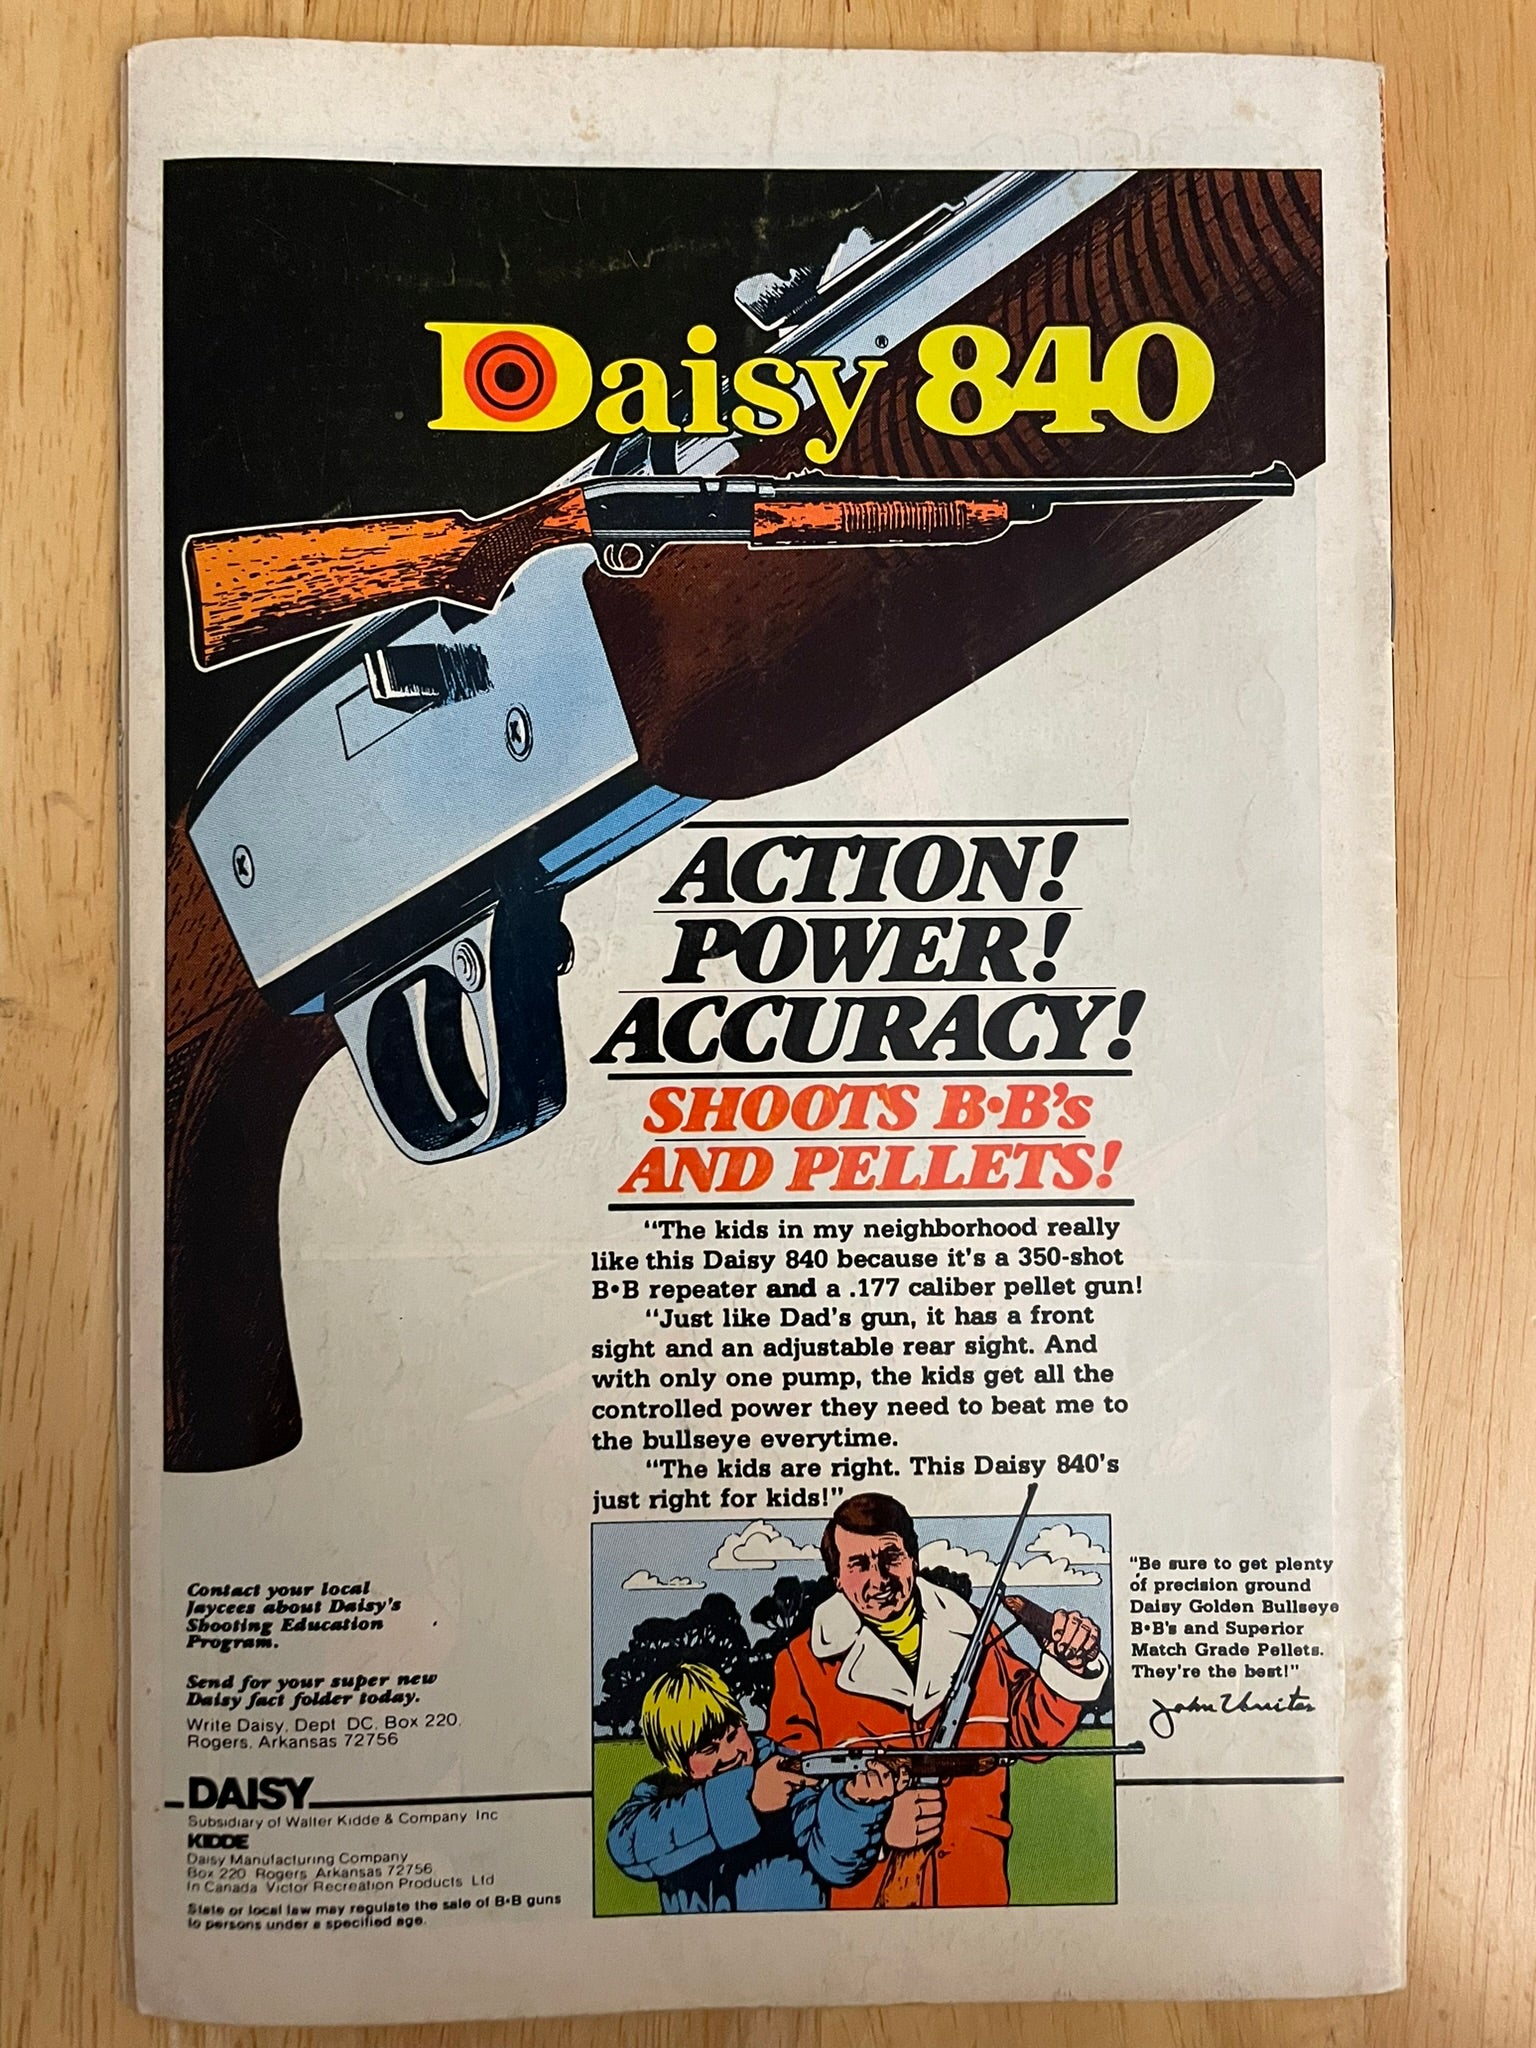 Daisy® 840
ACTION!
POWER!
ACCURACY!
SHOOTS B•B's
AND PELLETS!
"The kids in my neighborhood really
like this Daisy 840 because it's a 350-shot
B•B repeater and a .177 caliber pellet gun!
"Just like Dad's gun, it has a front
sight and an adjustable rear sight. And
with only one pump, the kids get all the
controlled power they need to beat me to
the bullseye everytime.
"The kids are right. This Daisy 840's
just right for kids!"
"Be sure to get plenty
of precision ground
Daisy Golden Bullseye
B•B's and Superior
Match Grade Pellets.
They're the best!"
John
Contact your local
Jaycees about Daisy's
Shooting Education
Program.
Send for your super new
Daisy fact folder today.
Write Daisy, Dept DC, Box 220,
Rogers, Arkansas 72756
DAISY
Subsidiary of Walter Kidde & Company Inc
KIDDE
Daisy Manufacturing Company
Box 220 Rogers Arkansas 72756
In Canada Victor Recreation Products Ltd
State or local law may regulate the sale of B•B guns
to persons under a specified age.